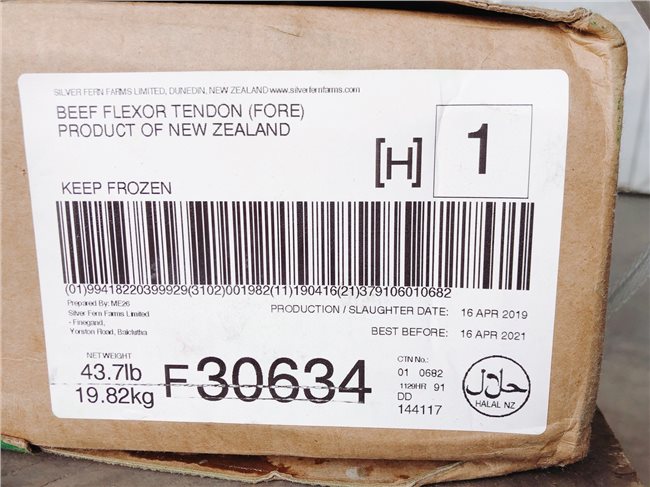 SILVER FERN FARMS LIMITED, DUNEDIN, NEW ZEALAND www.silverfernfarms.com
BEEF FLEXOR TENDON (FORE)
PRODUCT OF NEW ZEALAND
[H]
1
KEEP FROZEN
(01)99418220399929(3102)001982(11)190416(21)379106010682
Prepared By: ME26
Silver Fern Farms Limited
- Finegand,
Yorston Road, Balclutha
PRODUCTION / SLAUGHTER DATE: 16 APR 2019
BEST BEFORE: 16 APR 2021
NET WEIGHT
43.7lb
19.82kg
F30634
CTN No.:
01 0682
1129HR 91
DD
144117
حلال
HALAL NZ